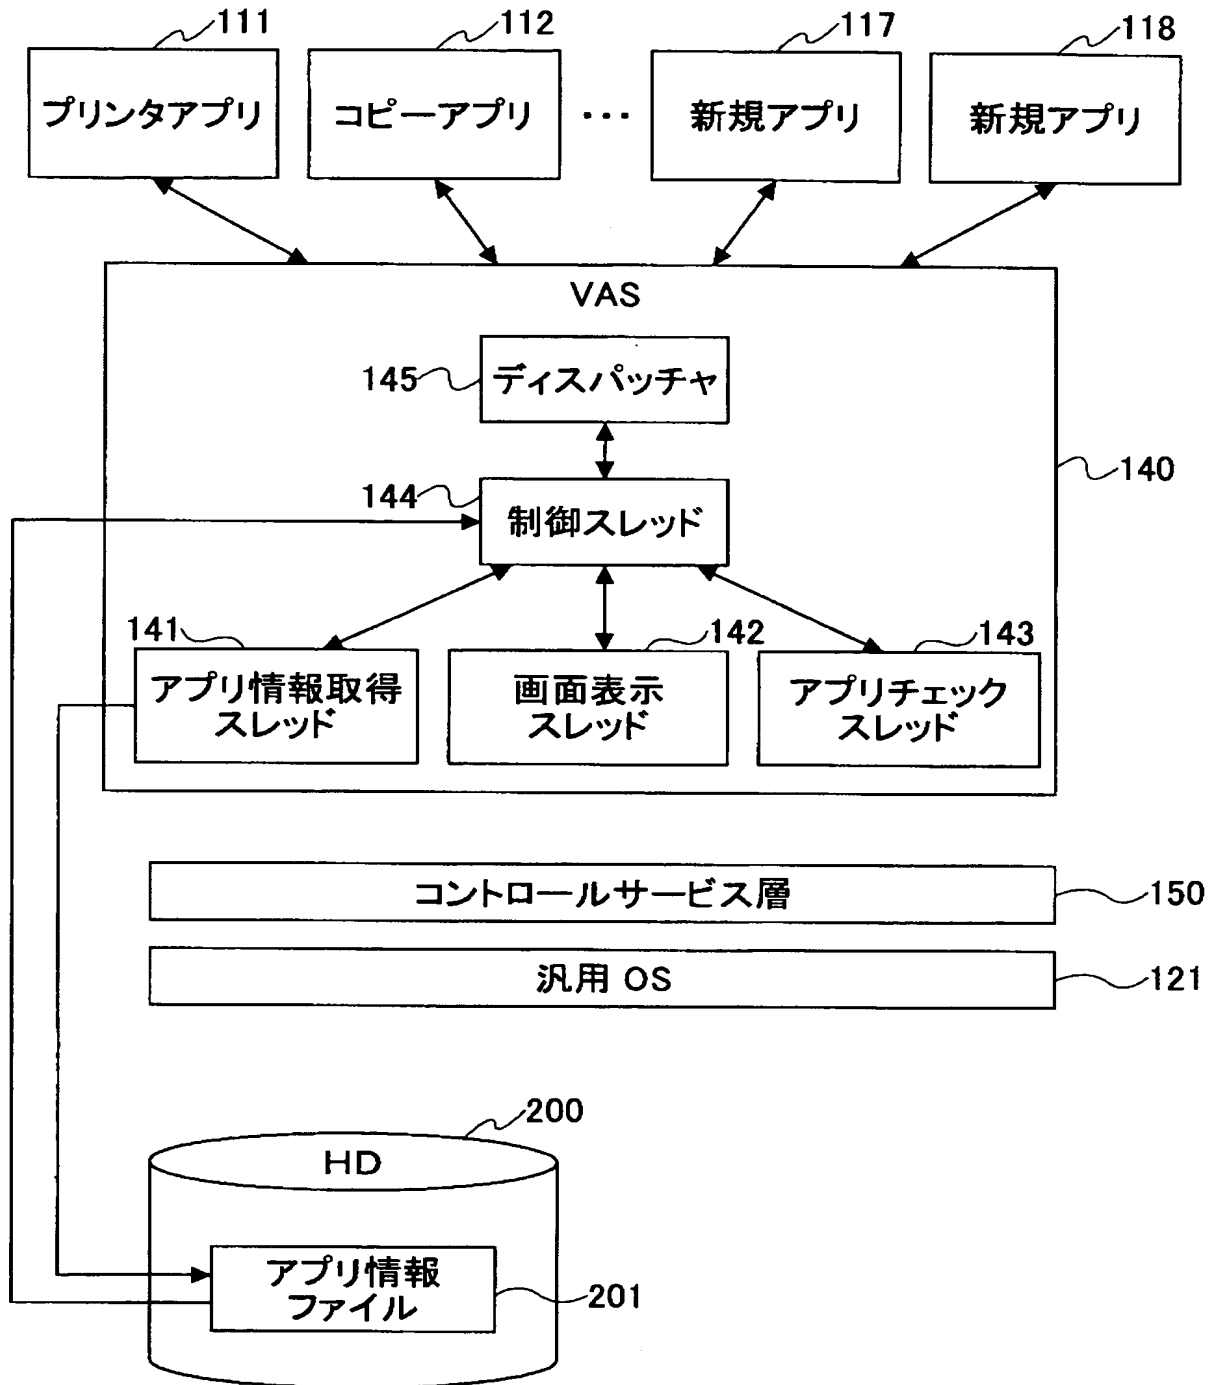 111
112
117
118
プリンタアプリ
コピーアプリ
・・・
新規アプリ
新規アプリ
VAS
145
ディスパッチャ
140
144
制御スレッド
141
142
143
アプリ情報取得
スレッド
画面表示
スレッド
アプリチェック
スレッド
コントロールサービス層
150
汎用 OS
121
200
HD
アプリ情報
ファイル
201